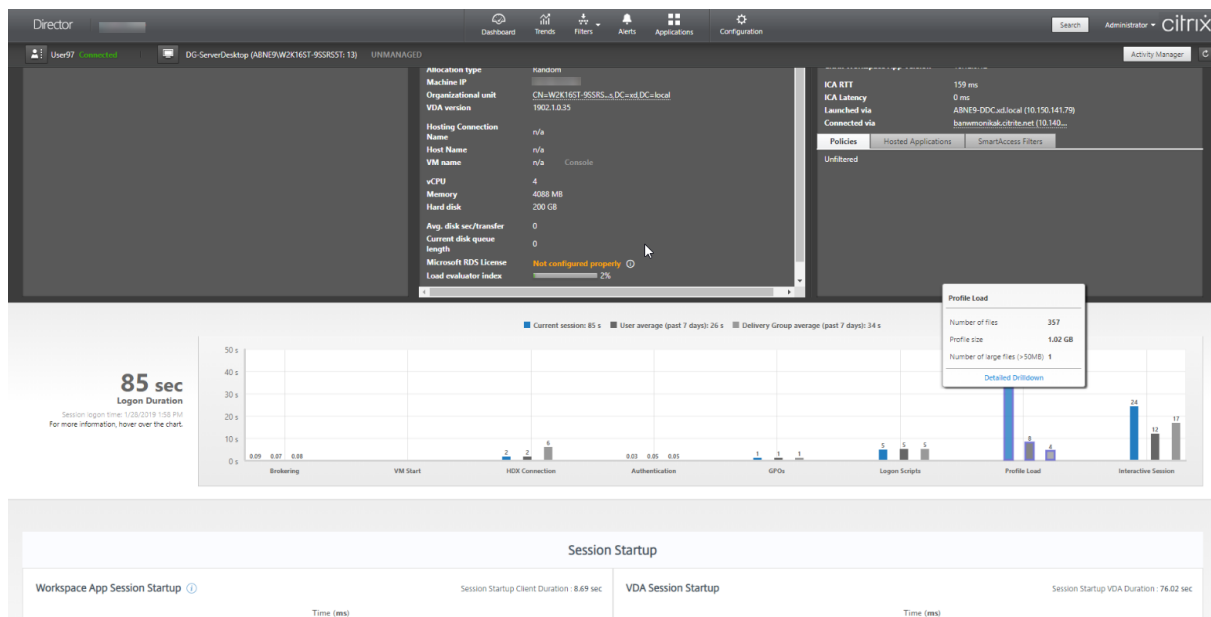 Director
Dashboard
Trends
Filters
Alerts
Applications
Configuration
Search
Administrator
citrix
User97 Connected
DG-ServerDesktop (ABNE9\W2K16ST-9SSRS5T: 13)
UNMANAGED
Activity Manager
Allocation type Random
Machine IP
Organizational unit CN=W2K16ST-9SSRS...s,DC=xd,DC=local
VDA version 1902.1.0.35
Hosting Connection
Name n/a
Host Name n/a
VM name n/a Console
vCPU 4
Memory 4088 MB
Hard disk 200 GB
Avg. disk sec/transfer 0
Current disk queue
length 0
Microsoft RDS License Not configured properly
Load evaluator index 2%
ICA RTT 159 ms
ICA Latency 0 ms
Launched via ABNE9-DDC.xd.local (10.150.141.79)
Connected via banwmonikak.citrite.net (10.140....
Policies Hosted Applications SmartAccess Filters
Unfiltered
Profile Load
Number of files 357
Profile size 1.02 GB
Number of large files (>50MB) 1
Detailed Drilldown
Current session: 85 s User average (past 7 days): 26 s Delivery Group average (past 7 days): 34 s
85 sec
Logon Duration
Session logon time: 1/28/2019 1:58 PM
For more information, hover over the chart.
50 s
40 s
30 s
20 s
10 s
0 s
0.09 0.07 0.08
2 2 6
0.03 0.05 0.05
1 1 1
5 5 5
8 4
24 12 17
Brokering
VM Start
HDX Connection
Authentication
GPOs
Logon Scripts
Profile Load
Interactive Session
Session Startup
Workspace App Session Startup
Session Startup Client Duration : 8.69 sec
VDA Session Startup
Session Startup VDA Duration : 76.02 sec
Time (ms)
Time (ms)